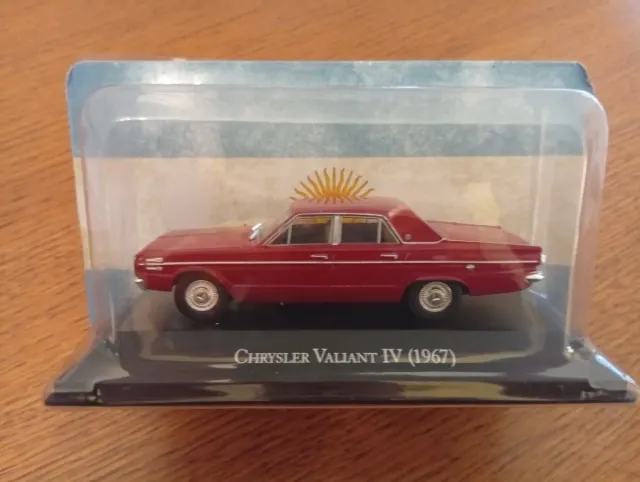 CHRYSLER VALIANT IV (1967)